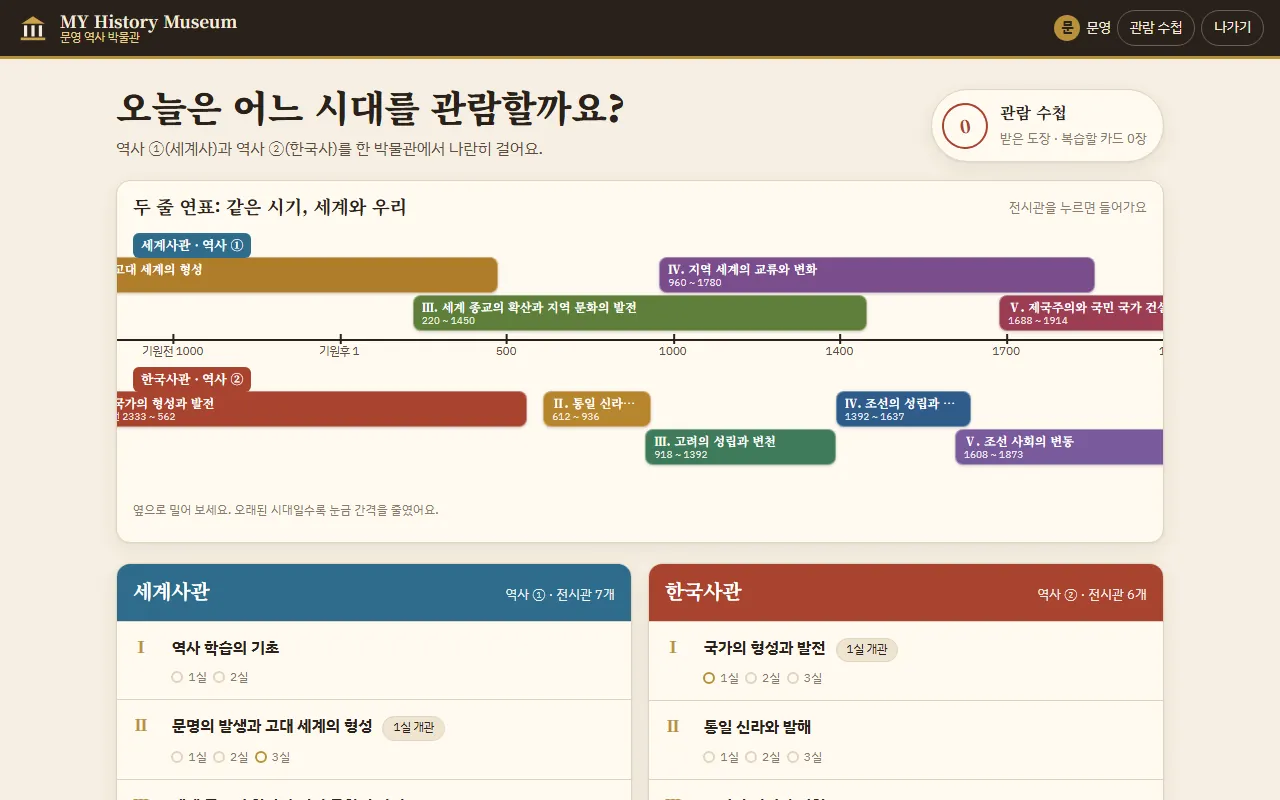 MY History Museum
문영 역사 박물관
문 문영 관람 수첩 나가기
오늘은 어느 시대를 관람할까요?
역사 ①(세계사)과 역사 ②(한국사)를 한 박물관에서 나란히 걸어요.
0
관람 수첩
받은 도장 · 복습할 카드 0장
두 줄 연표: 같은 시기, 세계와 우리
전시관을 누르면 들어가요
세계사관 · 역사 ①
고대 세계의 형성
Ⅳ. 지역 세계의 교류와 변화
960 ~ 1780
Ⅲ. 세계 종교의 확산과 지역 문화의 발전
220 ~ 1450
Ⅴ. 제국주의와 국민 국가
1688 ~ 1914
기원전 1000 기원후 1 500 1000 1400 1700
한국사관 · 역사 ②
국가의 형성과 발전
2333 ~ 562
Ⅱ. 통일 신라…
612 ~ 936
Ⅳ. 조선의 성립과 …
1392 ~ 1637
Ⅲ. 고려의 성립과 변천
918 ~ 1392
Ⅴ. 조선 사회의 변동
1608 ~ 1873
옆으로 밀어 보세요. 오래된 시대일수록 눈금 간격을 줄였어요.
세계사관
역사 ① · 전시관 7개
Ⅰ 역사 학습의 기초
1실 2실
Ⅱ 문명의 발생과 고대 세계의 형성 1실 개관
1실 2실 3실
한국사관
역사 ② · 전시관 6개
Ⅰ 국가의 형성과 발전 1실 개관
1실 2실 3실
Ⅱ 통일 신라와 발해
1실 2실 3실